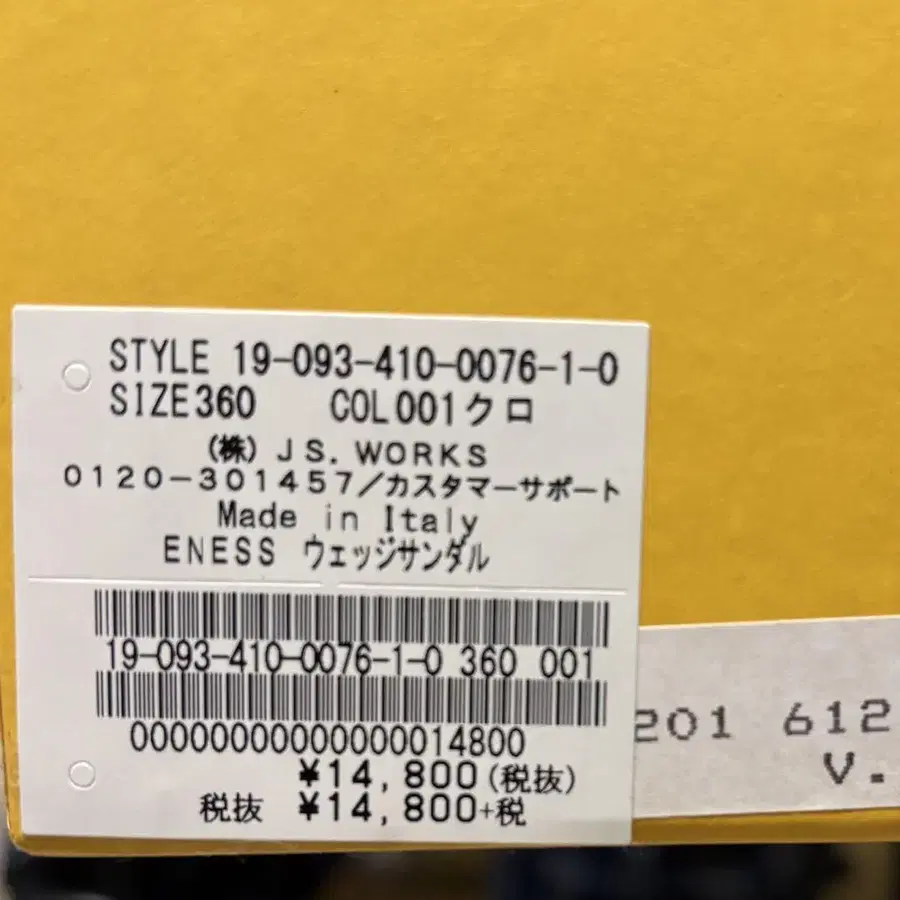 STYLE 19-093-410-0076-1-0
SIZE360 COL001クロ
(株) JS. WORKS
0120-301457/カスタマーサポート
Made in Italy
ENESS ウェッジサンダル
19-093-410-0076-1-0 360 001
00000000000000014800
¥14,800(税抜)
税抜 ¥14,800+税
201 612
V.